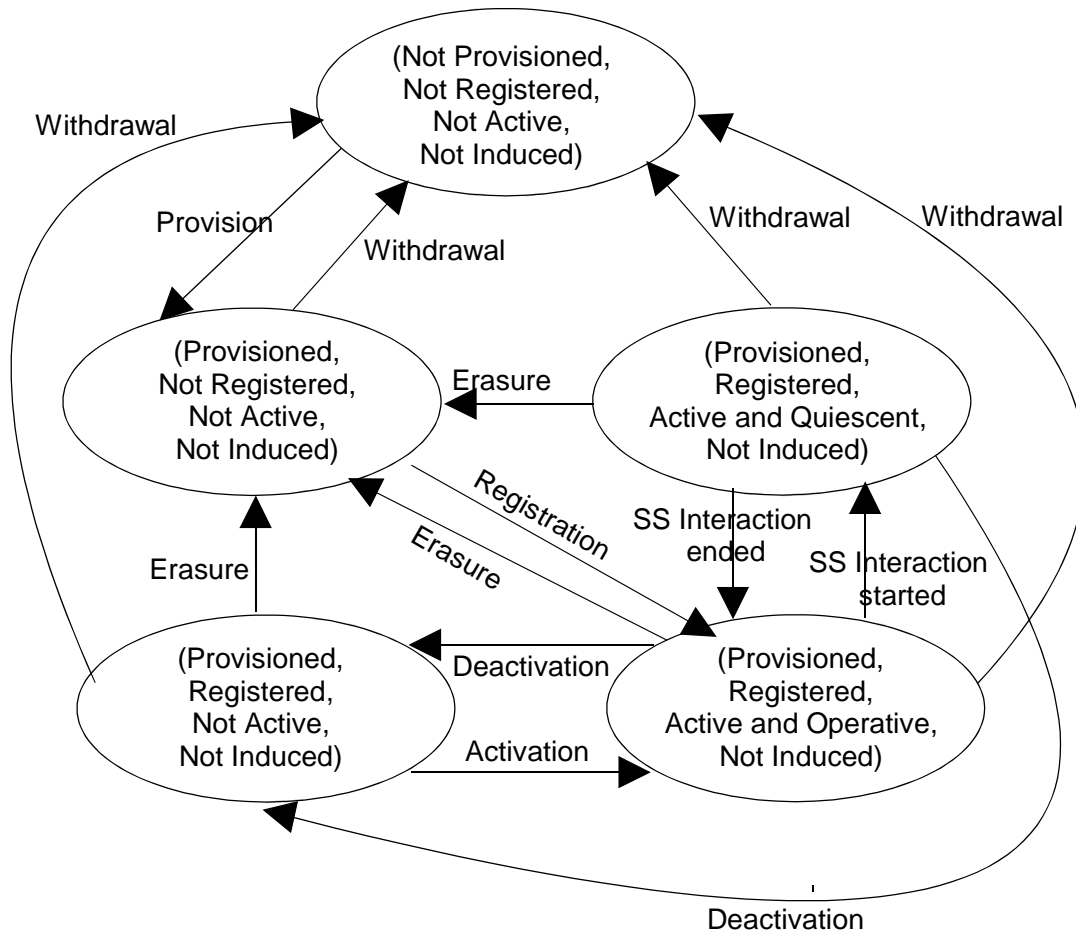 (Not Provisioned,
Not Registered,
Not Active,
Not Induced)
Withdrawal
Provision
Withdrawal
Withdrawal
Withdrawal
(Provisioned,
Not Registered,
Not Active,
Not Induced)
Erasure
(Provisioned,
Registered,
Active and Quiescent,
Not Induced)
Registration
Erasure
SS Interaction
ended
SS Interaction
started
Erasure
(Provisioned,
Registered,
Not Active,
Not Induced)
Deactivation
Activation
(Provisioned,
Registered,
Active and Operative,
Not Induced)
Deactivation